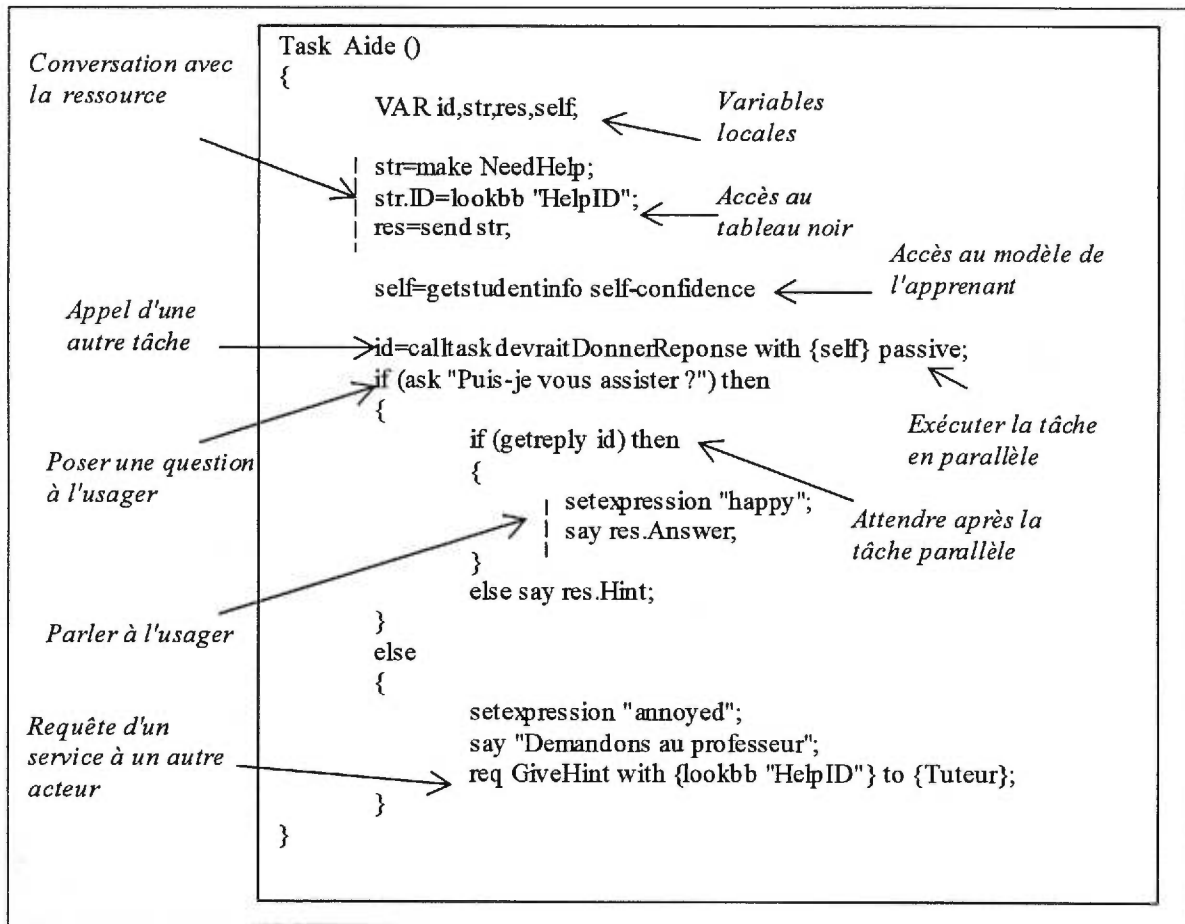 Task Aide ()
{
VAR id,str,res,self,
str=make NeedHelp;
str.ID=lookbb "HelpID";
res=send str;
self=getstudentinfo self-confidence
id=calltask devraitDonnerReponse with {self} passive;
if (ask "Puis-je vous assister ?") then
{
if (getreply id) then
{
setexpression "happy";
say res.Answer;
}
else say res.Hint;
}
else
{
setexpression "annoyed";
say "Demandons au professeur";
req GiveHint with {lookbb "HelpID"} to {Tuteur};
}
}
Conversation avec
la ressource
Appel d'une
autre tâche
Poser une question
à l'usager
Parler à l'usager
Requête d'un
service à un autre
acteur
Variables
locales
Accès au
tableau noir
Accès au modèle de
l'apprenant
Exécuter la tâche
en parallèle
Attendre après la
tâche parallèle